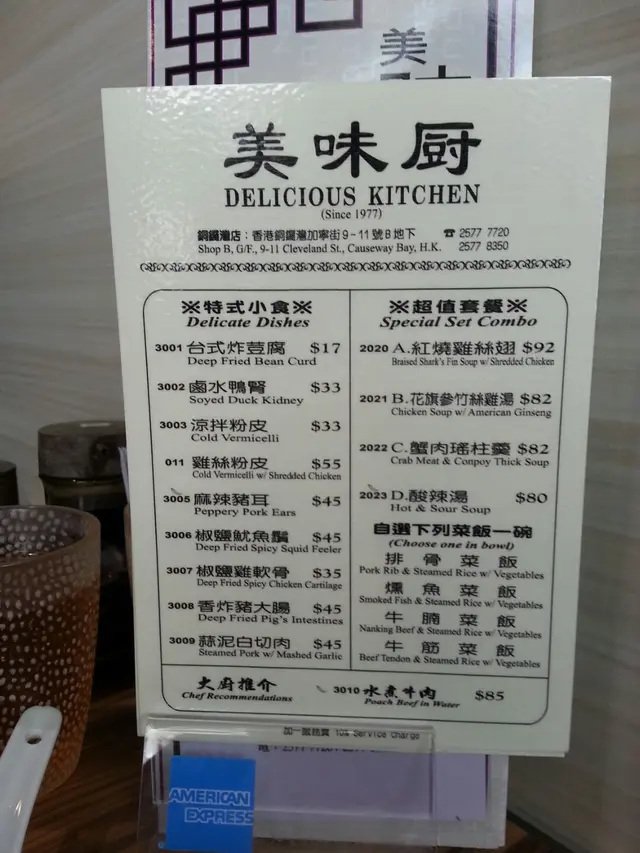 美
美味厨
DELICIOUS KITCHEN
(Since 1977)
銅鑼灣店：香港銅鑼灣加寧街9－11號B地下 ☎ 2577 7720
Shop B, G/F., 9-11 Cleveland St., Causeway Bay, H.K. 2577 8350
※特式小食※
Delicate Dishes
3001 台式炸荳腐 $17
Deep Fried Bean Curd
3002 鹵水鴨腎 $33
Soyed Duck Kidney
3003 涼拌粉皮 $33
Cold Vermicelli
011 雞絲粉皮 $55
Cold Vermicelli w/ Shredded Chicken
3005 麻辣豬耳 $45
Peppery Pork Ears
3006 椒鹽魷魚鬚 $45
Deep Fried Spicy Squid Feeler
3007 椒鹽雞軟骨 $35
Deep Fried Spicy Chicken Cartilage
3008 香炸豬大腸 $45
Deep Fried Pig's Intestines
3009 蒜泥白切肉 $45
Steamed Pork w/ Mashed Garlic
※超值套餐※
Special Set Combo
2020 A.紅燒雞絲翅 $92
Braised Shark's Fin Soup w/ Shredded Chicken
2021 B.花旗參竹絲雞湯 $82
Chicken Soup w/ American Ginseng
2022 C.蟹肉瑤柱羹 $82
Crab Meat & Conpoy Thick Soup
2023 D.酸辣湯 $80
Hot & Sour Soup
自選下列菜飯一碗
(Choose one in bowl)
排骨菜飯
Pork Rib & Steamed Rice w/ Vegetables
燻魚菜飯
Smoked Fish & Steamed Rice w/ Vegetables
牛腩菜飯
Nanking Beef & Steamed Rice w/ Vegetables
牛筋菜飯
Beef Tendon & Steamed Rice w/ Vegetables
大廚推介
Chef Recommendations
3010 水煮牛肉 $85
Poach Beef in Water
加一服務費 10% Service Charge
AMERICAN
EXPRESS